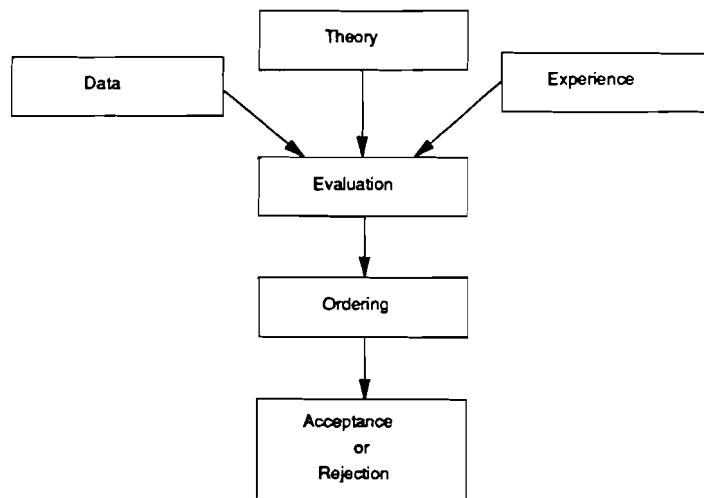 Theory
Data
Experience
Evaluation
Ordering
Acceptance
or
Rejection